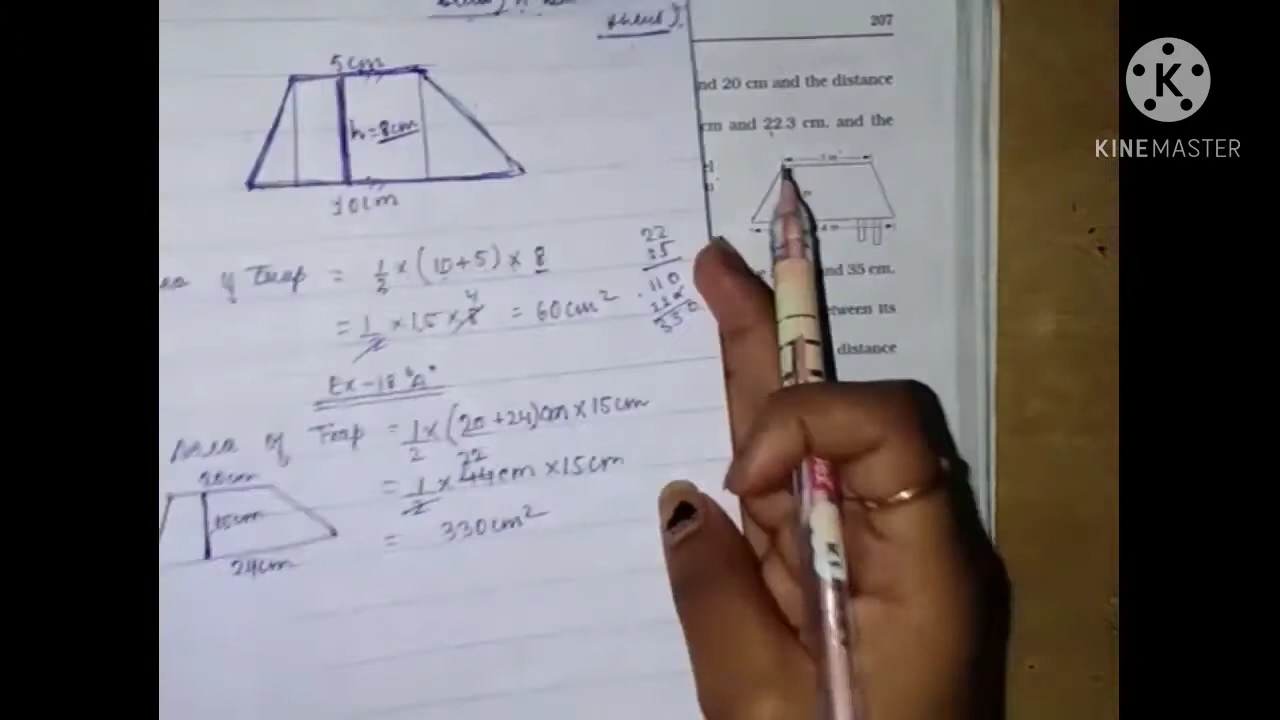 207
5cm
h=8cm
10cm
nd 20 cm and the distance
cm and 22.3 cm. and the
of Trap = 1/2 × (10+5) × 8
= 1/2 × 15 × 8 4 = 60cm²
22
15
110
nd 35 cm.
tween its
distance
Ex-18 "A"
Area of Trap = 1/2 × (20+24)cm × 15cm
22
= 1/2 × 44cm × 15cm
= 330cm²
20cm
15cm
24cm
K
KINEMASTER